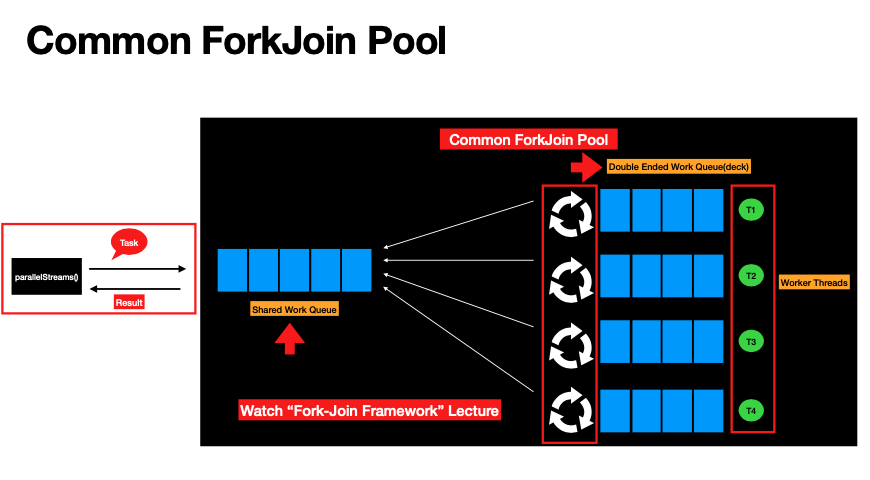 Common ForkJoin Pool
Common ForkJoin Pool
Double Ended Work Queue(deck)
T1
Task
parallelStreams()
Result
Shared Work Queue
T2
Worker Threads
T3
Watch “Fork-Join Framework” Lecture
T4